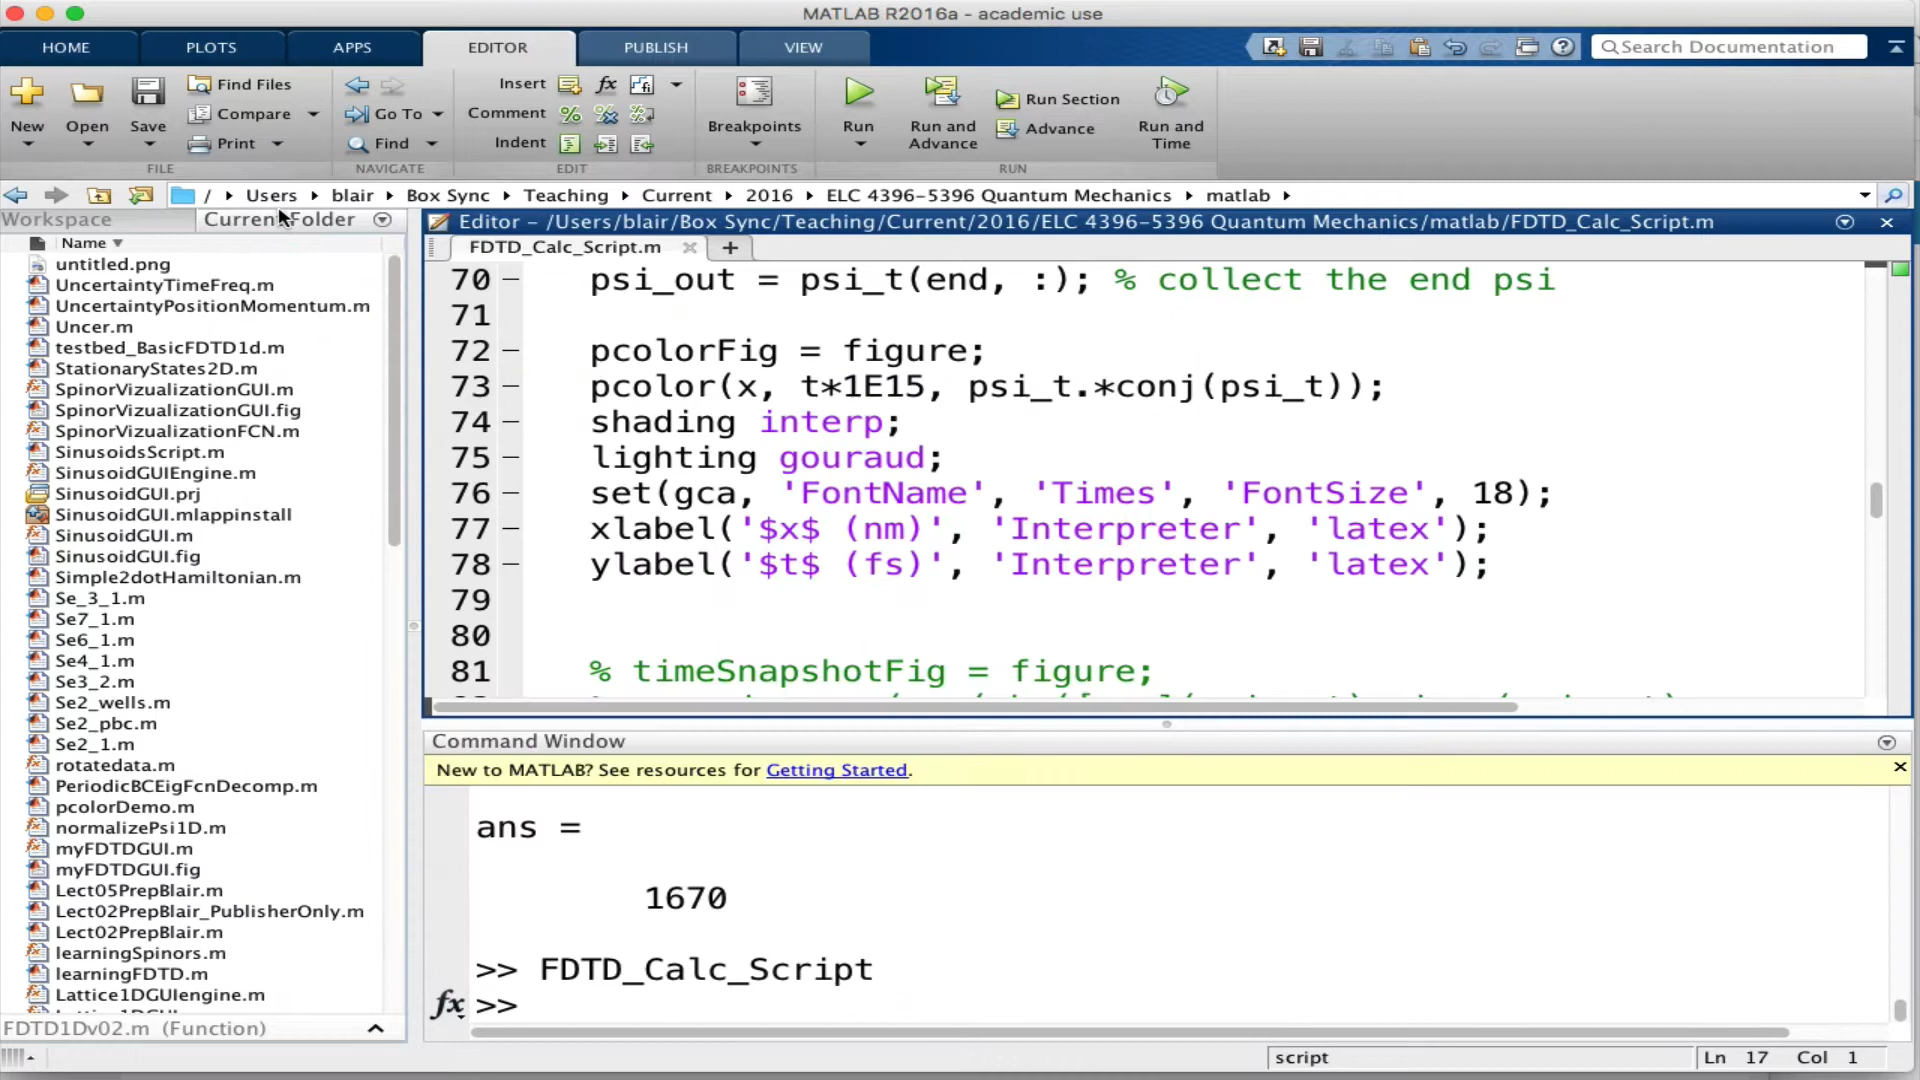 MATLAB R2016a - academic use
HOME PLOTS APPS EDITOR PUBLISH VIEW
Search Documentation
New Open Save
Find Files
Compare
Print
FILE
Go To
Find
NAVIGATE
Insert fx
Comment
Indent
EDIT
Breakpoints
BREAKPOINTS
Run
Run and Advance
Run Section
Advance
Run and Time
RUN
/ Users blair Box Sync Teaching Current 2016 ELC 4396-5396 Quantum Mechanics matlab
Workspace
Current Folder
Name
untitled.png
UncertaintyTimeFreq.m
UncertaintyPositionMomentum.m
Uncer.m
testbed_BasicFDTD1d.m
StationaryStates2D.m
SpinorVizualizationGUI.m
SpinorVizualizationGUI.fig
SpinorVizualizationFCN.m
SinusoidsScript.m
SinusoidGUIEngine.m
SinusoidGUI.prj
SinusoidGUI.mlappinstall
SinusoidGUI.m
SinusoidGUI.fig
Simple2dotHamiltonian.m
Se_3_1.m
Se7_1.m
Se6_1.m
Se4_1.m
Se3_2.m
Se2_wells.m
Se2_pbc.m
Se2_1.m
rotatedata.m
PeriodicBCEigFcnDecomp.m
pcolorDemo.m
normalizePsi1D.m
myFDTDGUI.m
myFDTDGUI.fig
Lect05PrepBlair.m
Lect02PrepBlair_PublisherOnly.m
Lect02PrepBlair.m
learningSpinors.m
learningFDTD.m
Lattice1DGUIengine.m
FDTD1Dv02.m (Function)
Editor - /Users/blair/Box Sync/Teaching/Current/2016/ELC 4396-5396 Quantum Mechanics/matlab/FDTD_Calc_Script.m
FDTD_Calc_Script.m
70 psi_out = psi_t(end, :); % collect the end psi
71
72 pcolorFig = figure;
73 pcolor(x, t*1E15, psi_t.*conj(psi_t));
74 shading interp;
75 lighting gouraud;
76 set(gca, 'FontName', 'Times', 'FontSize', 18);
77 xlabel('$x$ (nm)', 'Interpreter', 'latex');
78 ylabel('$t$ (fs)', 'Interpreter', 'latex');
79
80
81 % timeSnapshotFig = figure;
Command Window
New to MATLAB? See resources for Getting Started.
ans =
1670
>> FDTD_Calc_Script
fx >>
script
Ln 17 Col 1